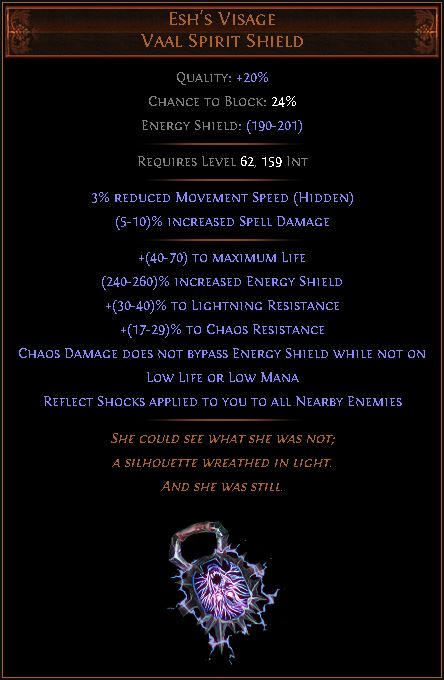 Esh's Visage
Vaal Spirit Shield
Quality: +20%
Chance to Block: 24%
Energy Shield: (190-201)
Requires Level 62, 159 Int
3% reduced Movement Speed (Hidden)
(5-10)% increased Spell Damage
+(40-70) to maximum Life
(240-260)% increased Energy Shield
+(30-40)% to Lightning Resistance
+(17-29)% to Chaos Resistance
Chaos Damage does not bypass Energy Shield while not on
Low Life or Low Mana
Reflect Shocks applied to you to all Nearby Enemies
She could see what she was not;
a silhouette wreathed in light.
And she was still.